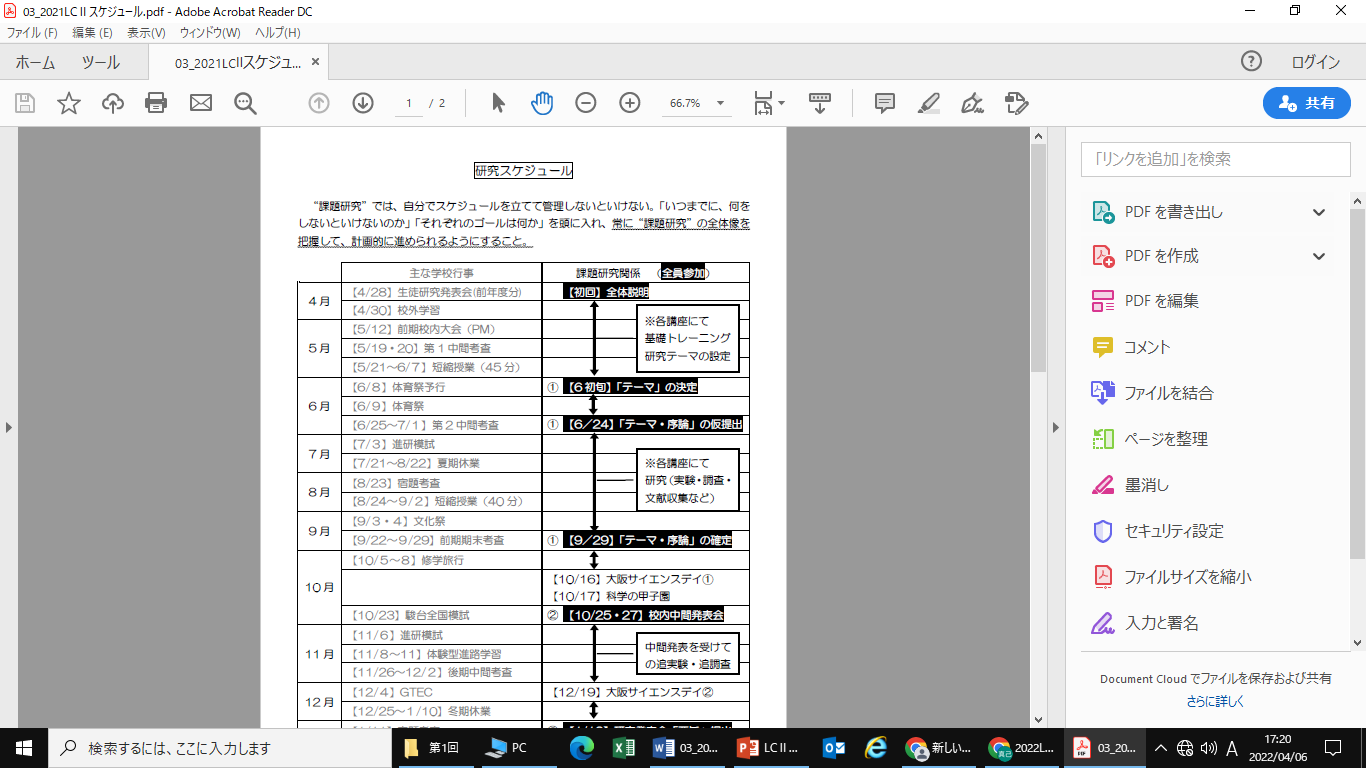 03_2021LCⅡスケジュール.pdf - Adobe Acrobat Reader DC
ファイル(F) 編集(E) 表示(V) ウィンドウ(W) ヘルプ(H)
ホーム ツール 03_2021LCIIスケジュ... × ログイン
1 / 2 66.7% 共有
研究スケジュール
“課題研究”では、自分でスケジュールを立てて管理しないといけない。「いつまでに、何を
しないといけないのか」「それぞれのゴールは何か」を頭に入れ、常に“課題研究”の全体像を
把握して、計画的に進められるようにすること。
主な学校行事 課題研究関係 （全員参加）
4月 【4/28】生徒研究発表会(前年度分) 【初回】全体説明
【4/30】校外学習
※各講座にて
基礎トレーニング
研究テーマの設定
5月 【5/12】前期校内大会（PM）
【5/19・20】第1中間考査
【5/21～6/7】短縮授業（45分）
6月 【6/8】体育祭予行 ① 【6初旬】「テーマ」の決定
【6/9】体育祭
【6/25～7/1】第2中間考査 ① 【6／24】「テーマ・序論」の仮提出
7月 【7/3】進研模試
【7/21～8/22】夏期休業
※各講座にて
研究（実験・調査・
文献収集など）
8月 【8/23】宿題考査
【8/24～9/2】短縮授業（40分）
9月 【9/3・4】文化祭
【9/22～9/29】前期期末考査 ① 【9／29】「テーマ・序論」の確定
10月 【10/5～8】修学旅行
【10/16】大阪サイエンスデイ①
【10/17】科学の甲子園
【10/23】駿台全国模試 ② 【10/25・27】校内中間発表会
11月 【11/6】進研模試
【11/8～11】体験型進路学習
【11/26～12/2】後期中間考査
中間発表を受けて
の追実験・追調査
12月 【12/4】GTEC 【12/19】大阪サイエンスデイ②
【12/25～1/10】冬期休業
「リンクを追加」を検索
PDF を書き出し
PDF を作成
PDF を編集
コメント
ファイルを結合
ページを整理
墨消し
セキュリティ設定
ファイルサイズを縮小
入力と署名
Document Cloud でファイルを保存および共有
さらに詳しく
検索するには、ここに入力します 第1回 PC 03_20... LC II ... 新しい... 2022L... 03_20... A 17:20
2022/04/06